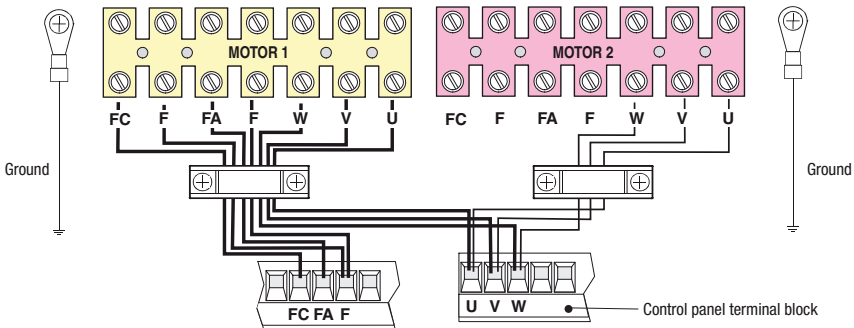 MOTOR 1
MOTOR 2
FC F FA F W V U
FC F FA F W V U
Ground
Ground
FC FA F
U V W
Control panel terminal block